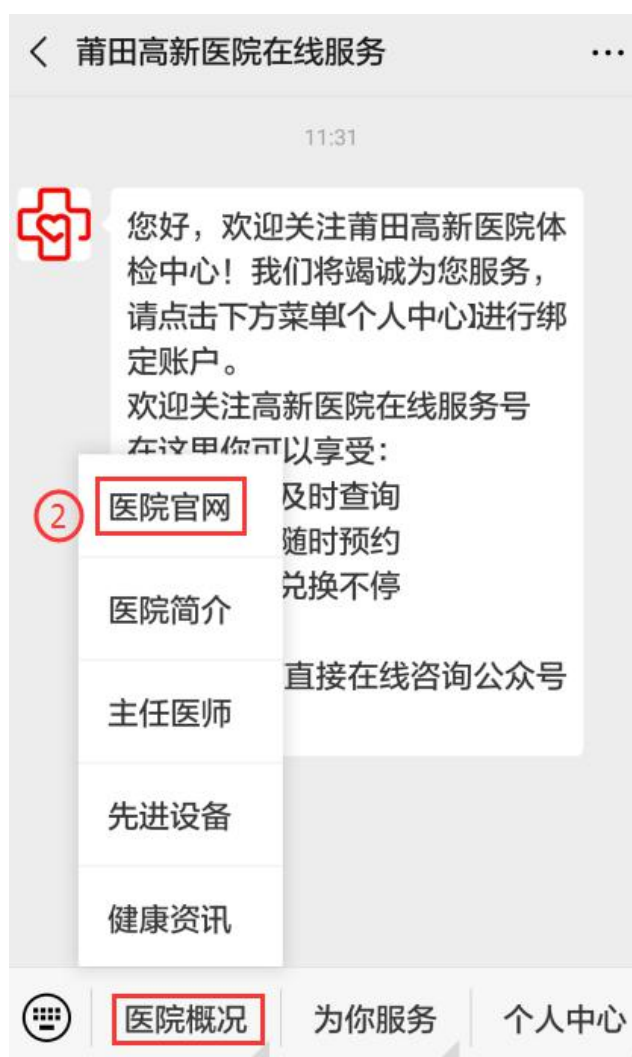 莆田高新医院在线服务
11:31
您好，欢迎关注莆田高新医院体
检中心！我们将竭诚为您服务，
请点击下方菜单【个人中心】进行绑
定账户。
欢迎关注高新医院在线服务号
在这里你可以享受：
及时查询
随时预约
兑换不停
直接在线咨询公众号
②
医院官网
医院简介
主任医师
先进设备
健康资讯
医院概况
为你服务
个人中心